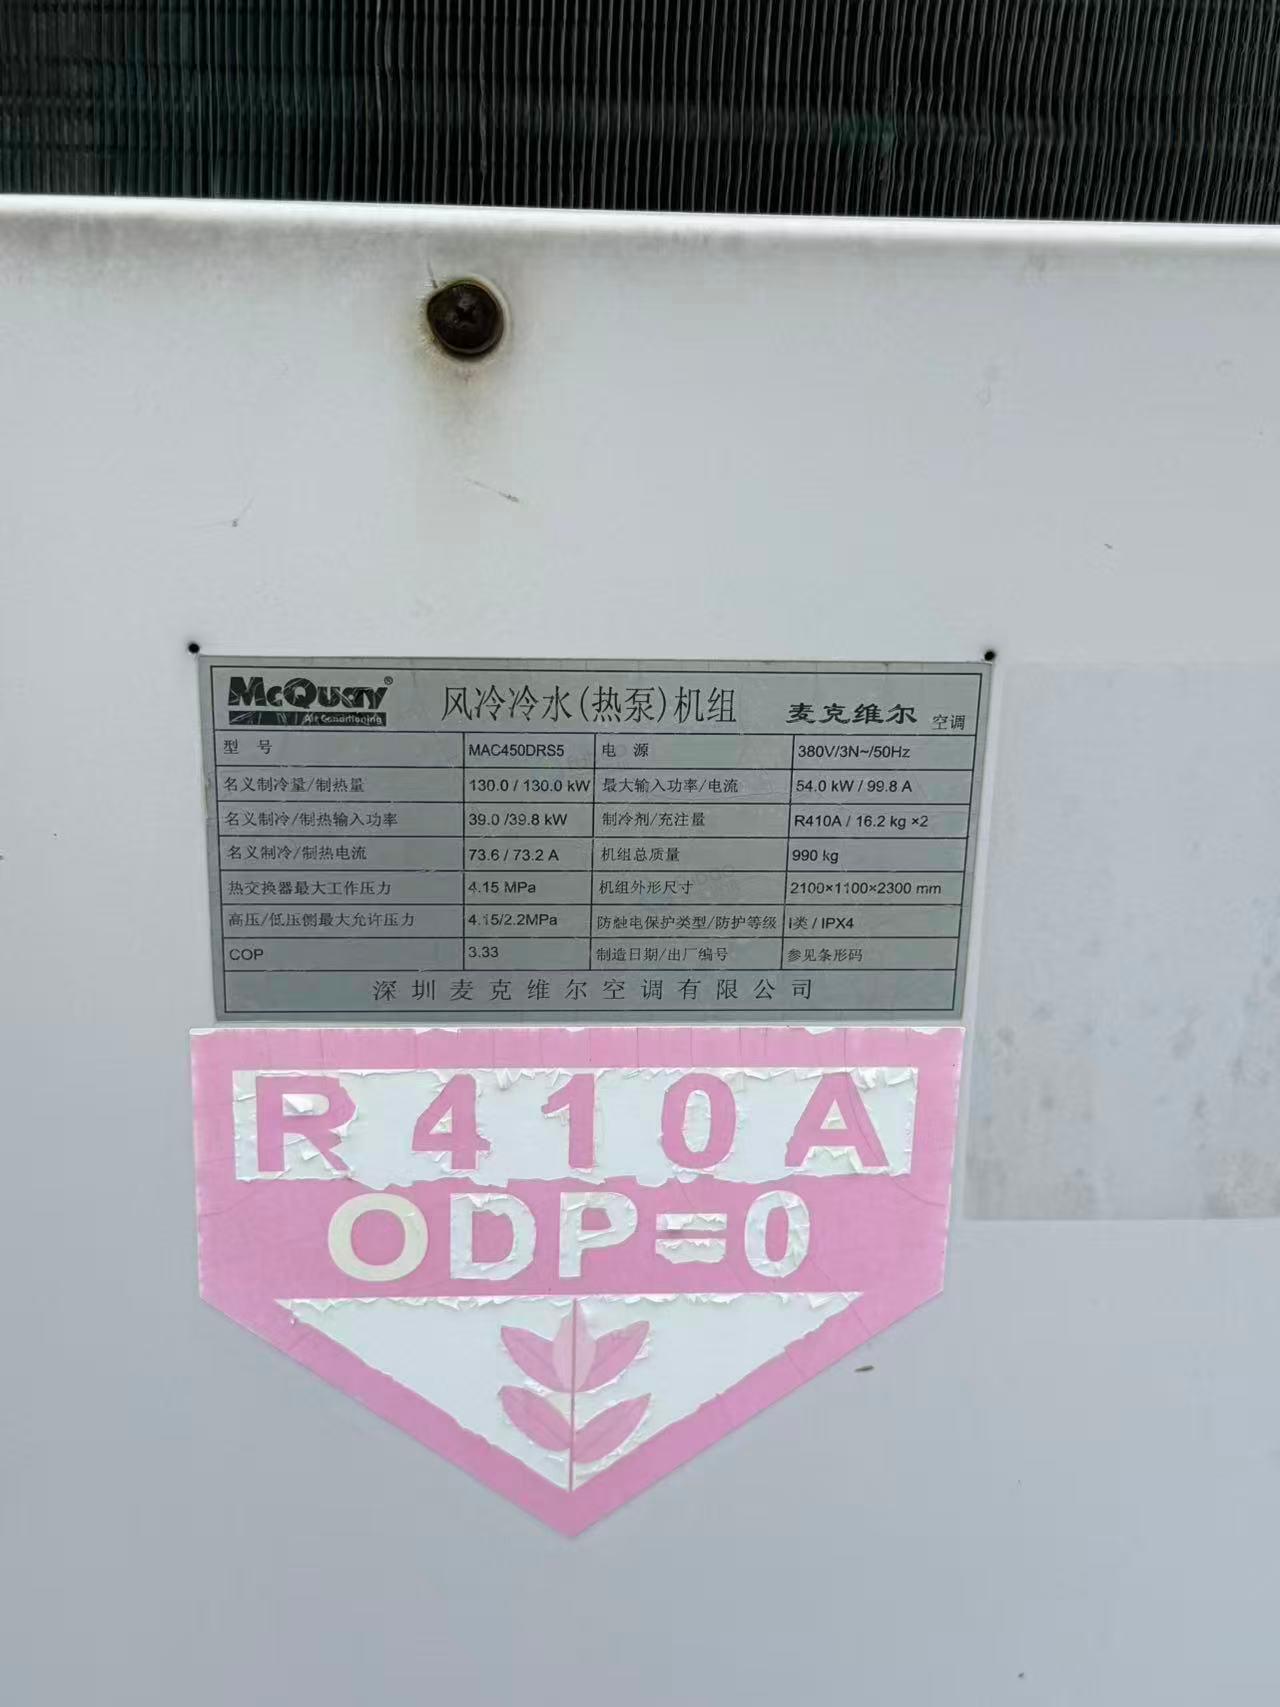 McQuay® 风冷冷水(热泵)机组 麦克维尔 空调
Air Conditioning
型 号 MAC450DRS5 电 源 380V/3N~/50Hz
名义制冷量/制热量 130.0 / 130.0 kW 最大输入功率/电流 54.0 kW / 99.8 A
名义制冷/制热输入功率 39.0 /39.8 kW 制冷剂/充注量 R410A / 16.2 kg ×2
名义制冷/制热电流 73.6 / 73.2 A 机组总质量 990 kg
热交换器最大工作压力 4.15 MPa 机组外形尺寸 2100×1100×2300 mm
高压/低压侧最大允许压力 4.15/2.2MPa 防触电保护类型/防护等级 I类 / IPX4
COP 3.33 制造日期/出厂编号 参见条形码
深圳麦克维尔空调有限公司
R410A
ODP=0